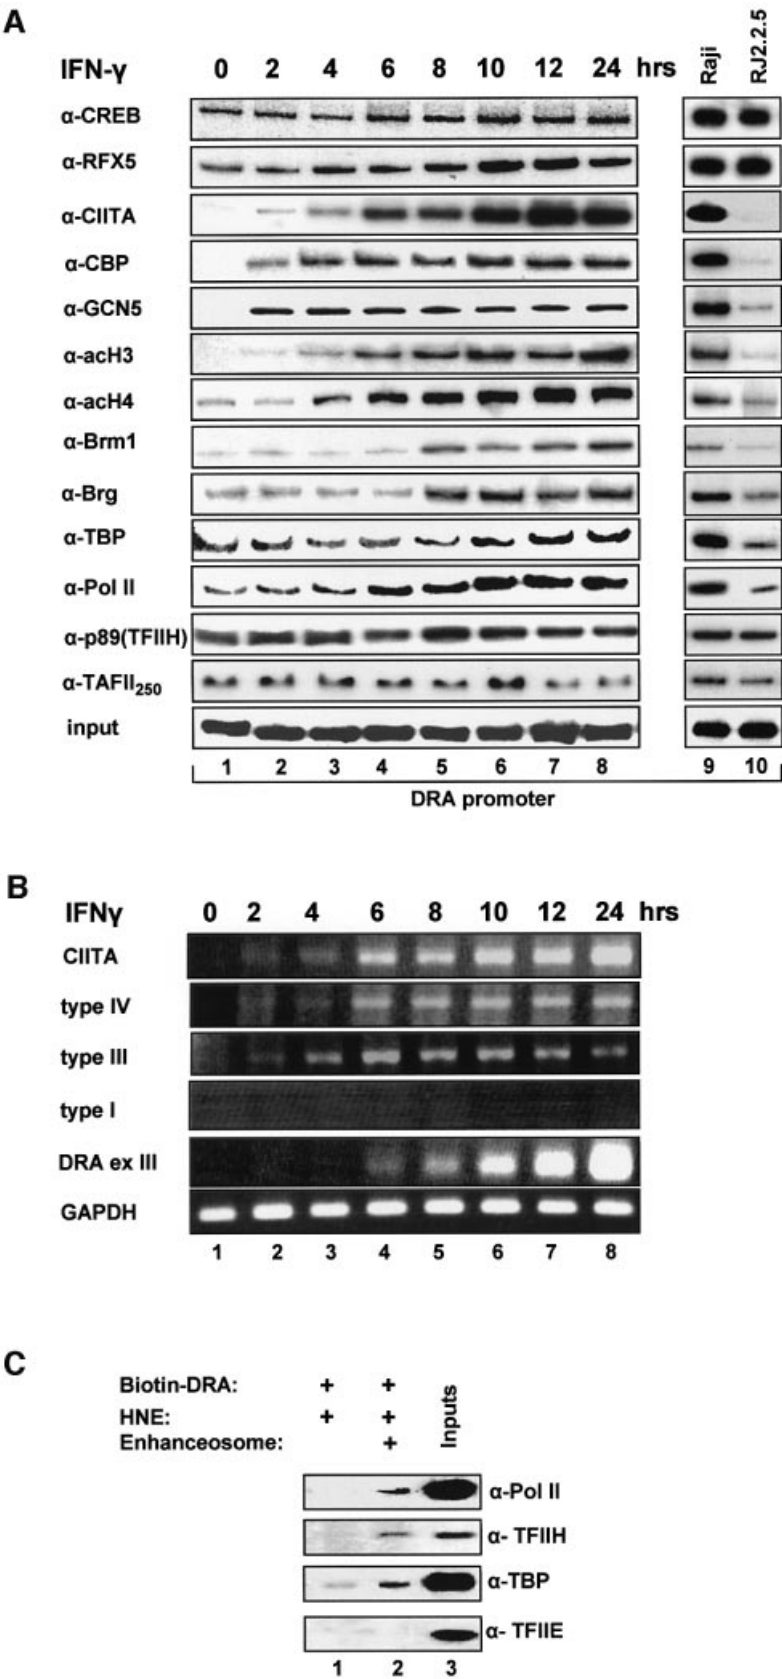 A
IFN-γ 0 2 4 6 8 10 12 24 hrs Raji RJ2.2.5
α-CREB
α-RFX5
α-CIITA
α-CBP
α-GCN5
α-acH3
α-acH4
α-Brm1
α-Brg
α-TBP
α-Pol II
α-p89(TFIIH)
α-TAFII250
input
1 2 3 4 5 6 7 8 9 10
DRA promoter
B
IFNγ 0 2 4 6 8 10 12 24 hrs
CIITA
type IV
type III
type I
DRA ex III
GAPDH
1 2 3 4 5 6 7 8
C
Biotin-DRA: + +
HNE: + +
Enhanceosome: +
Inputs
α-Pol II
α- TFIIH
α-TBP
α- TFIIE
1 2 3